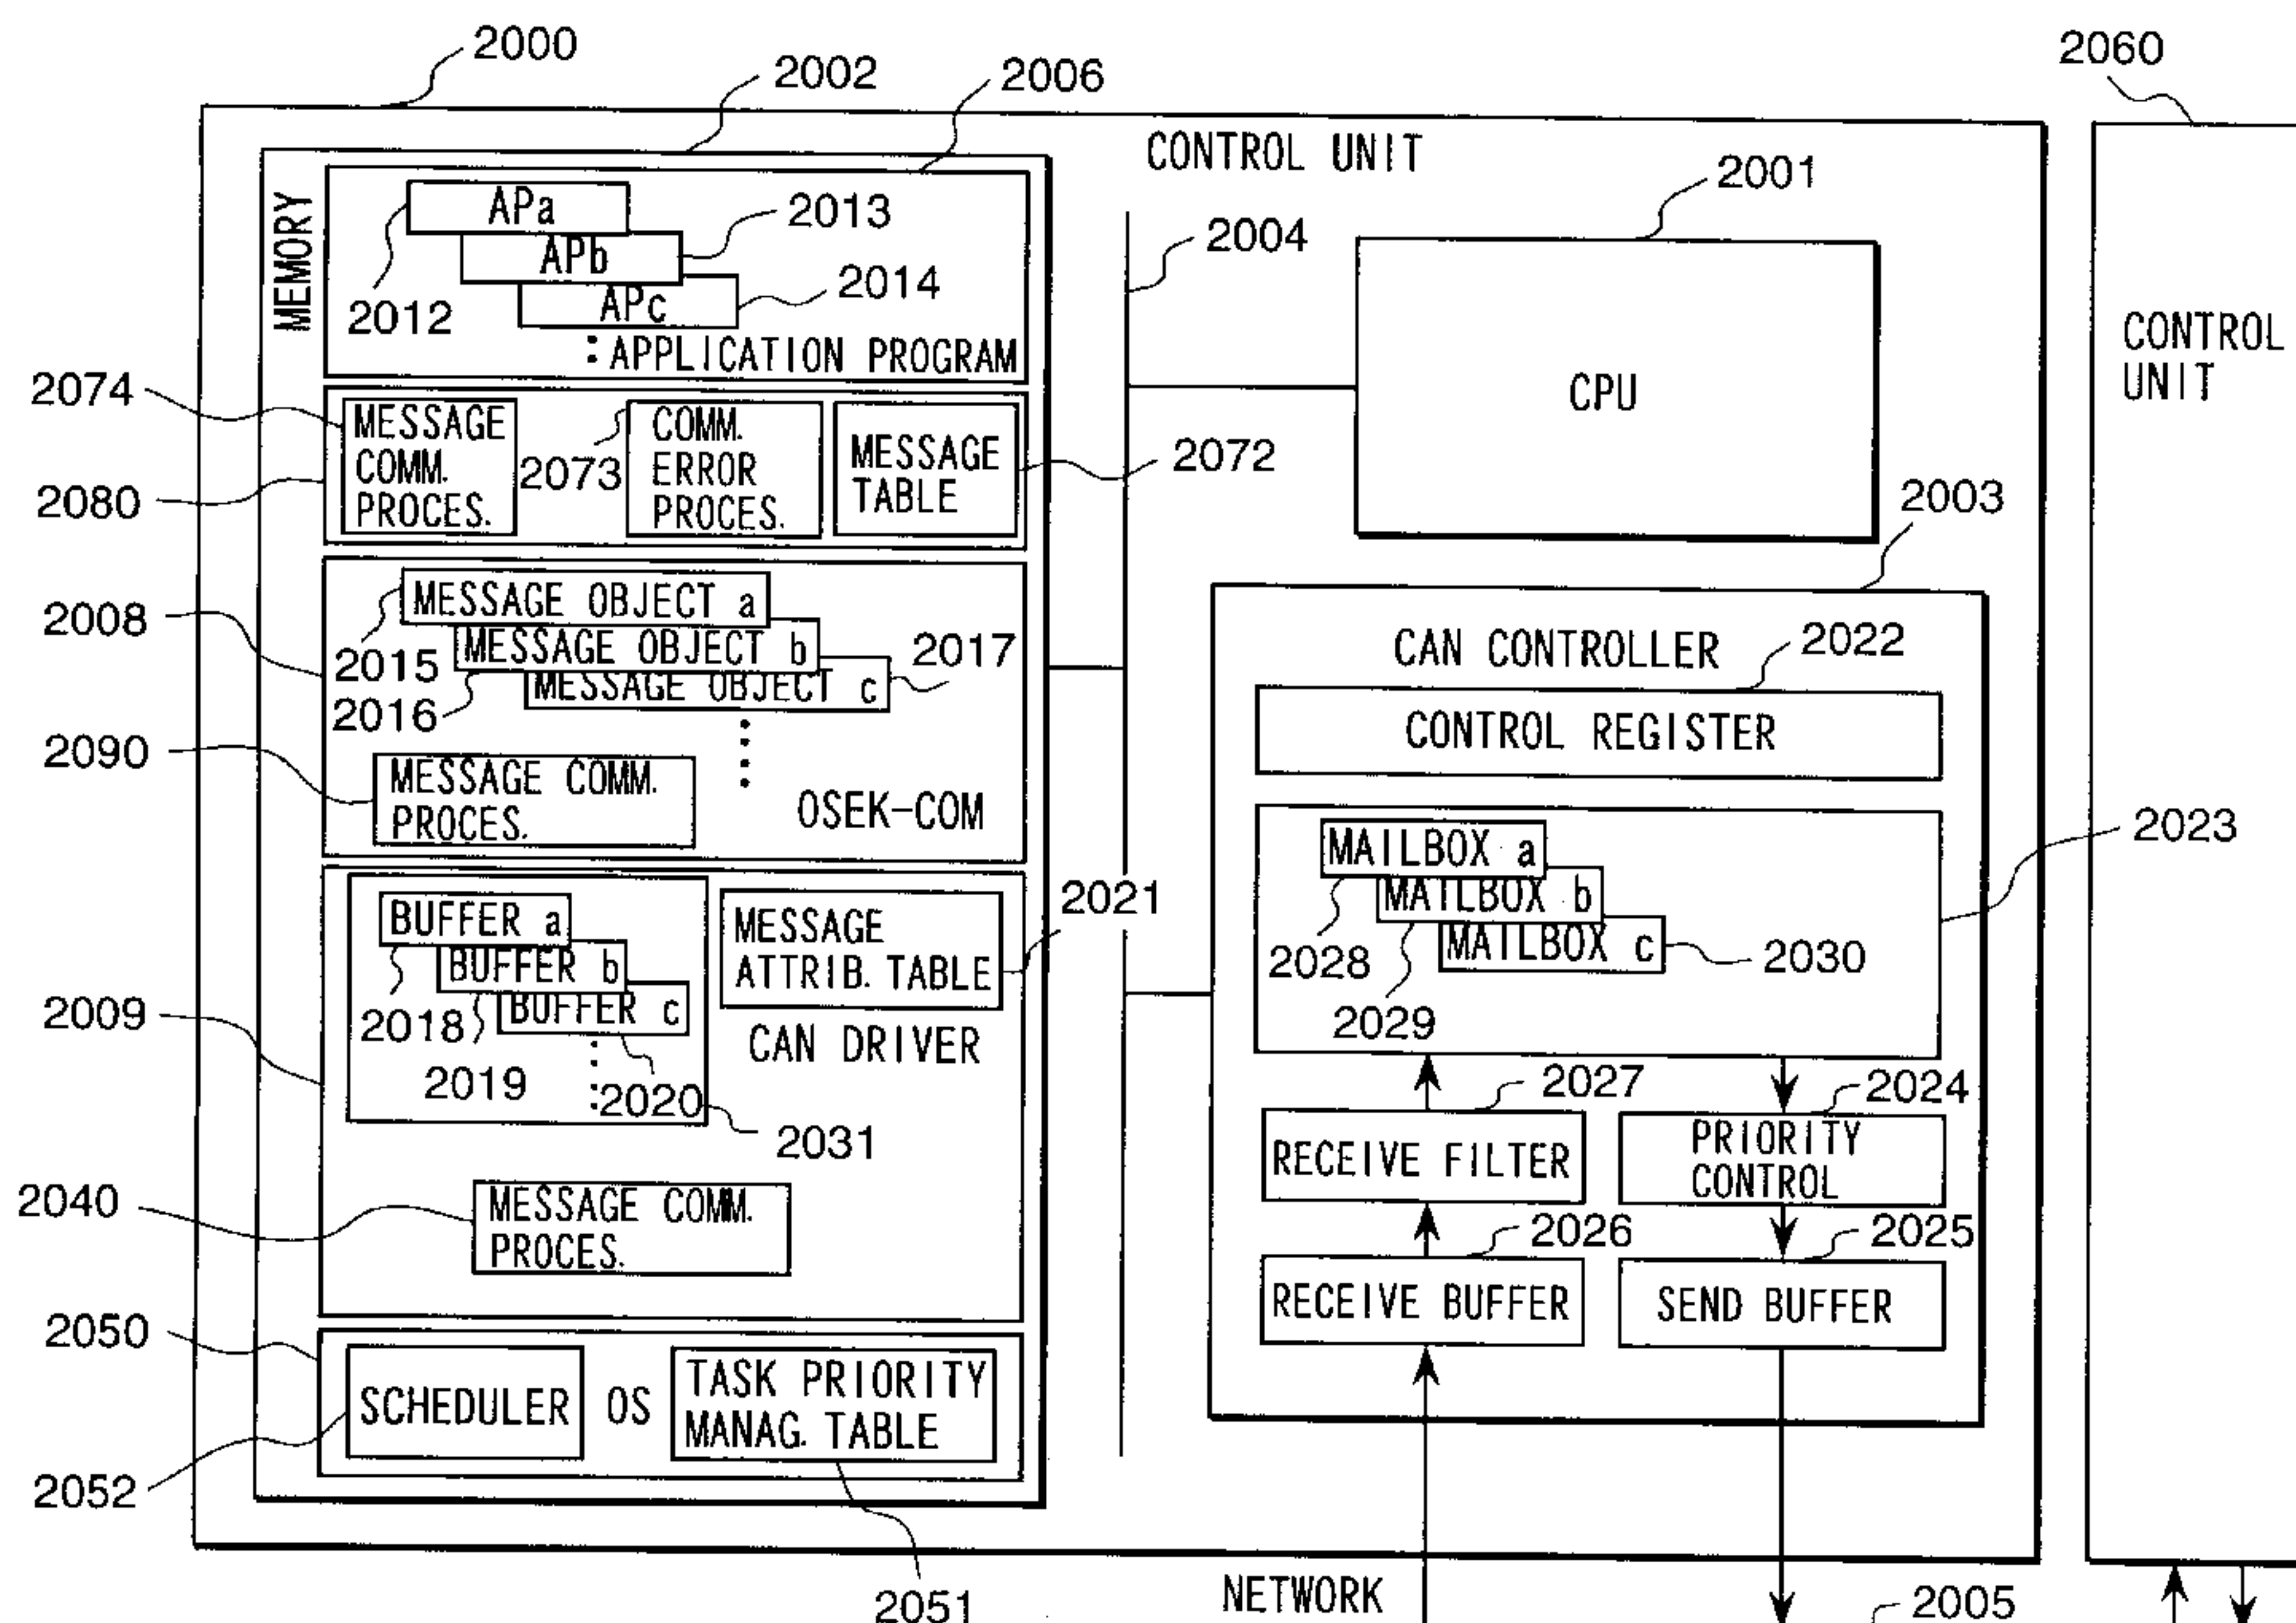 2000
2002
2006
2060
CONTROL UNIT
2001
MEMORY
APa
2013
2004
APb
2014
2012
APc
: APPLICATION PROGRAM
CONTROL
UNIT
CPU
2074
MESSAGE
COMM.
PROCES.
2073
COMM.
ERROR
PROCES.
MESSAGE
TABLE
2072
2080
2003
2008
MESSAGE OBJECT a
2015
MESSAGE OBJECT b
2017
2016
MESSAGE OBJECT c
2090
MESSAGE COMM.
PROCES.
OSEK-COM
CAN CONTROLLER
2022
CONTROL REGISTER
2023
MAILBOX a
MAILBOX b
2028
MAILBOX c
2030
2029
2021
BUFFER a
MESSAGE
ATTRIB. TABLE
BUFFER b
2009
2018
BUFFER c
CAN DRIVER
2019
2020
2031
2027
2024
RECEIVE FILTER
PRIORITY
CONTROL
2040
MESSAGE COMM.
PROCES.
2026
2025
RECEIVE BUFFER
SEND BUFFER
2050
SCHEDULER
OS
TASK PRIORITY
MANAG. TABLE
2052
2051
NETWORK
2005